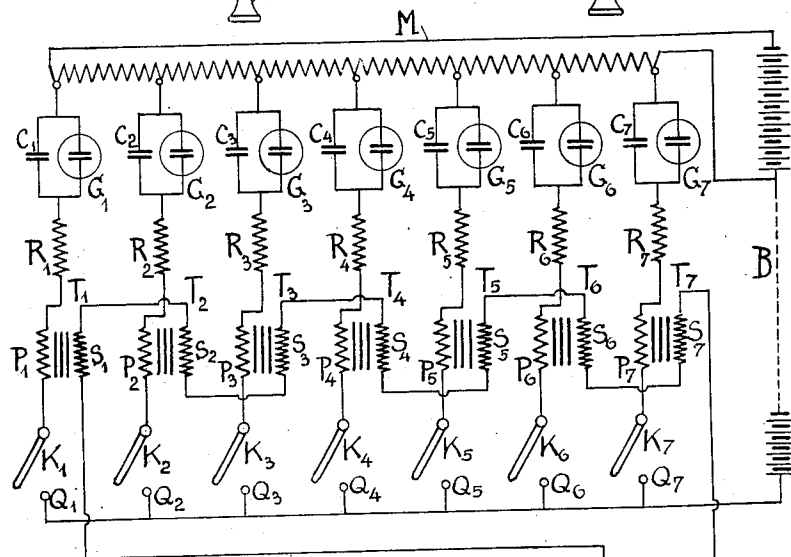 M
C1 C2 C3 C4 C5 C6 C7
G1 G2 G3 G4 G5 G6 G7
R1 R2 R3 R4 R5 R6 R7
B
T1 T2 T3 T4 T5 T6 T7
P1 S1 P2 S2 P3 S3 P4 S4 P5 S5 P6 S6 P7 S7
K1 K2 K3 K4 K5 K6 K7
Q1 Q2 Q3 Q4 Q5 Q6 Q7